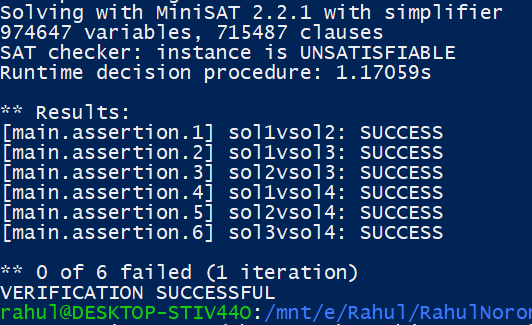 Solving with MiniSAT 2.2.1 with simplifier
974647 variables, 715487 clauses
SAT checker: instance is UNSATISFIABLE
Runtime decision procedure: 1.17059s

** Results:
[main.assertion.1] sol1vsol2: SUCCESS
[main.assertion.2] sol1vsol3: SUCCESS
[main.assertion.3] sol2vsol3: SUCCESS
[main.assertion.4] sol1vsol4: SUCCESS
[main.assertion.5] sol2vsol4: SUCCESS
[main.assertion.6] sol3vsol4: SUCCESS

** 0 of 6 failed (1 iteration)
VERIFICATION SUCCESSFUL
rahul@DESKTOP-STIV44O:/mnt/e/Rahul/RahulNoro